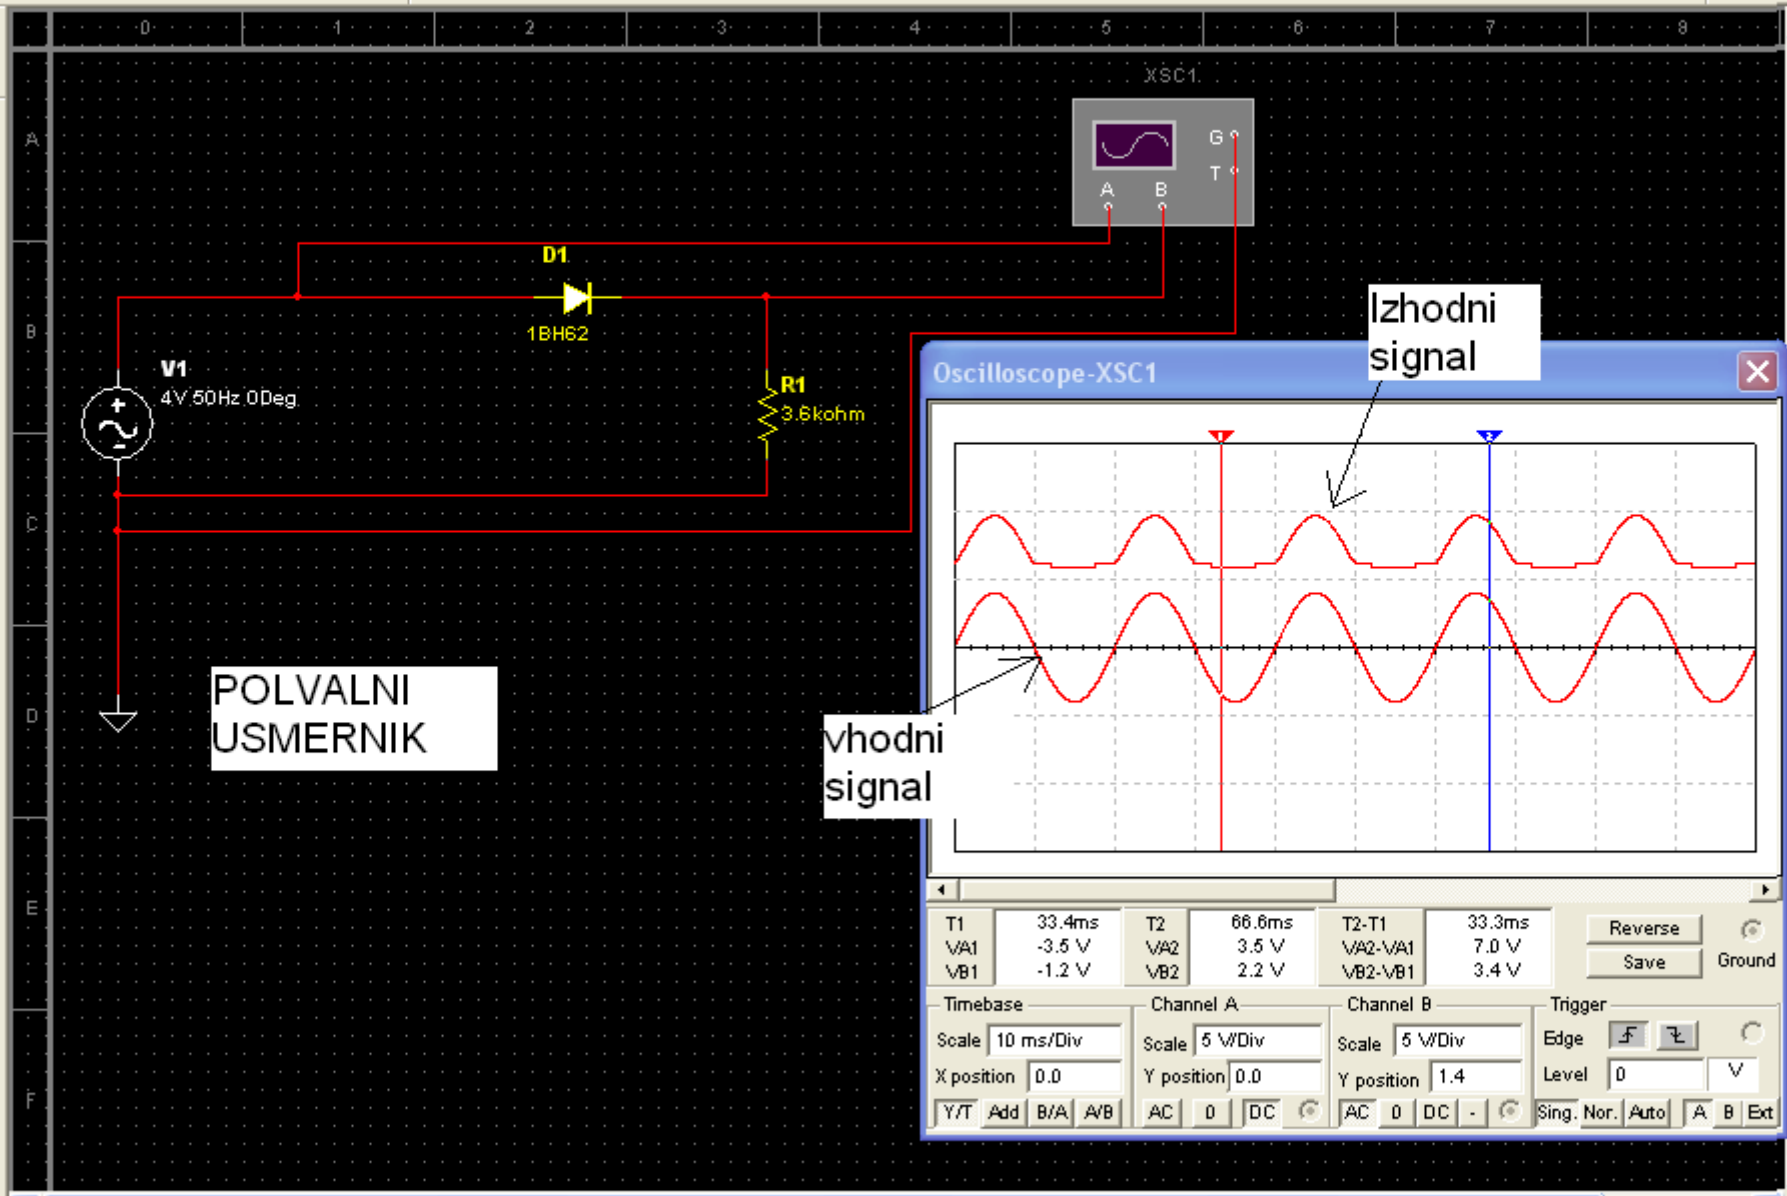 0 1 2 3 4 5 6 7 8
A
B
C
D
E
F
XSC1
G
T
A B
D1
1BH62
V1
4V 50Hz 0Deg
R1
3.6kohm
POLVALNI
USMERNIK
Izhodni
signal
vhodni
signal
Oscilloscope-XSC1
1 2
T1 33.4ms T2 66.6ms T2-T1 33.3ms
VA1 -3.5 V VA2 3.5 V VA2-VA1 7.0 V
VB1 -1.2 V VB2 2.2 V VB2-VB1 3.4 V
Reverse
Save
Ground
Timebase Channel A Channel B Trigger
Scale 10 ms/Div Scale 5 V/Div Scale 5 V/Div Edge
X position 0.0 Y position 0.0 Y position 1.4 Level 0 V
Y/T Add B/A A/B AC 0 DC AC 0 DC - Sing. Nor. Auto A B Ext